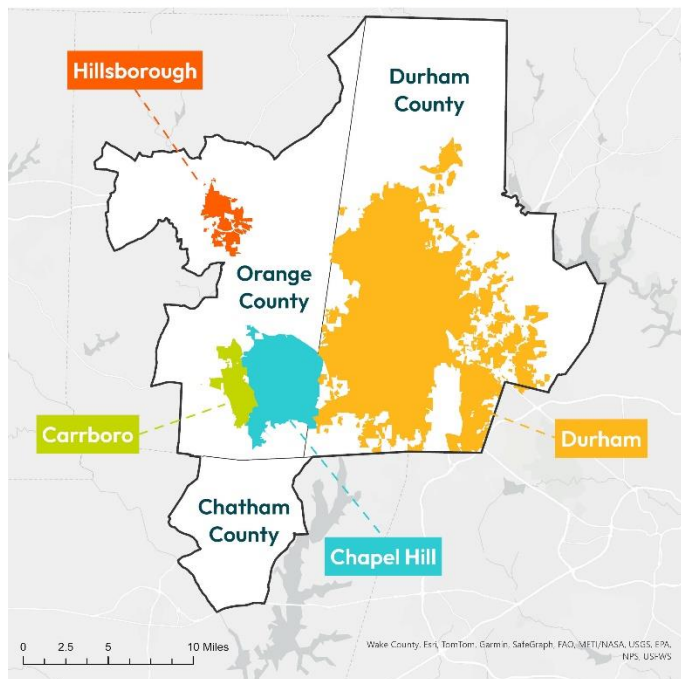 Hillsborough
Durham
County
Orange
County
Carrboro
Durham
Chatham
County
Chapel Hill
0 2.5 5 10 Miles
Wake County, Esri, TomTom, Garmin, SafeGraph, FAO, METI/NASA, USGS, EPA,
NPS, USFWS